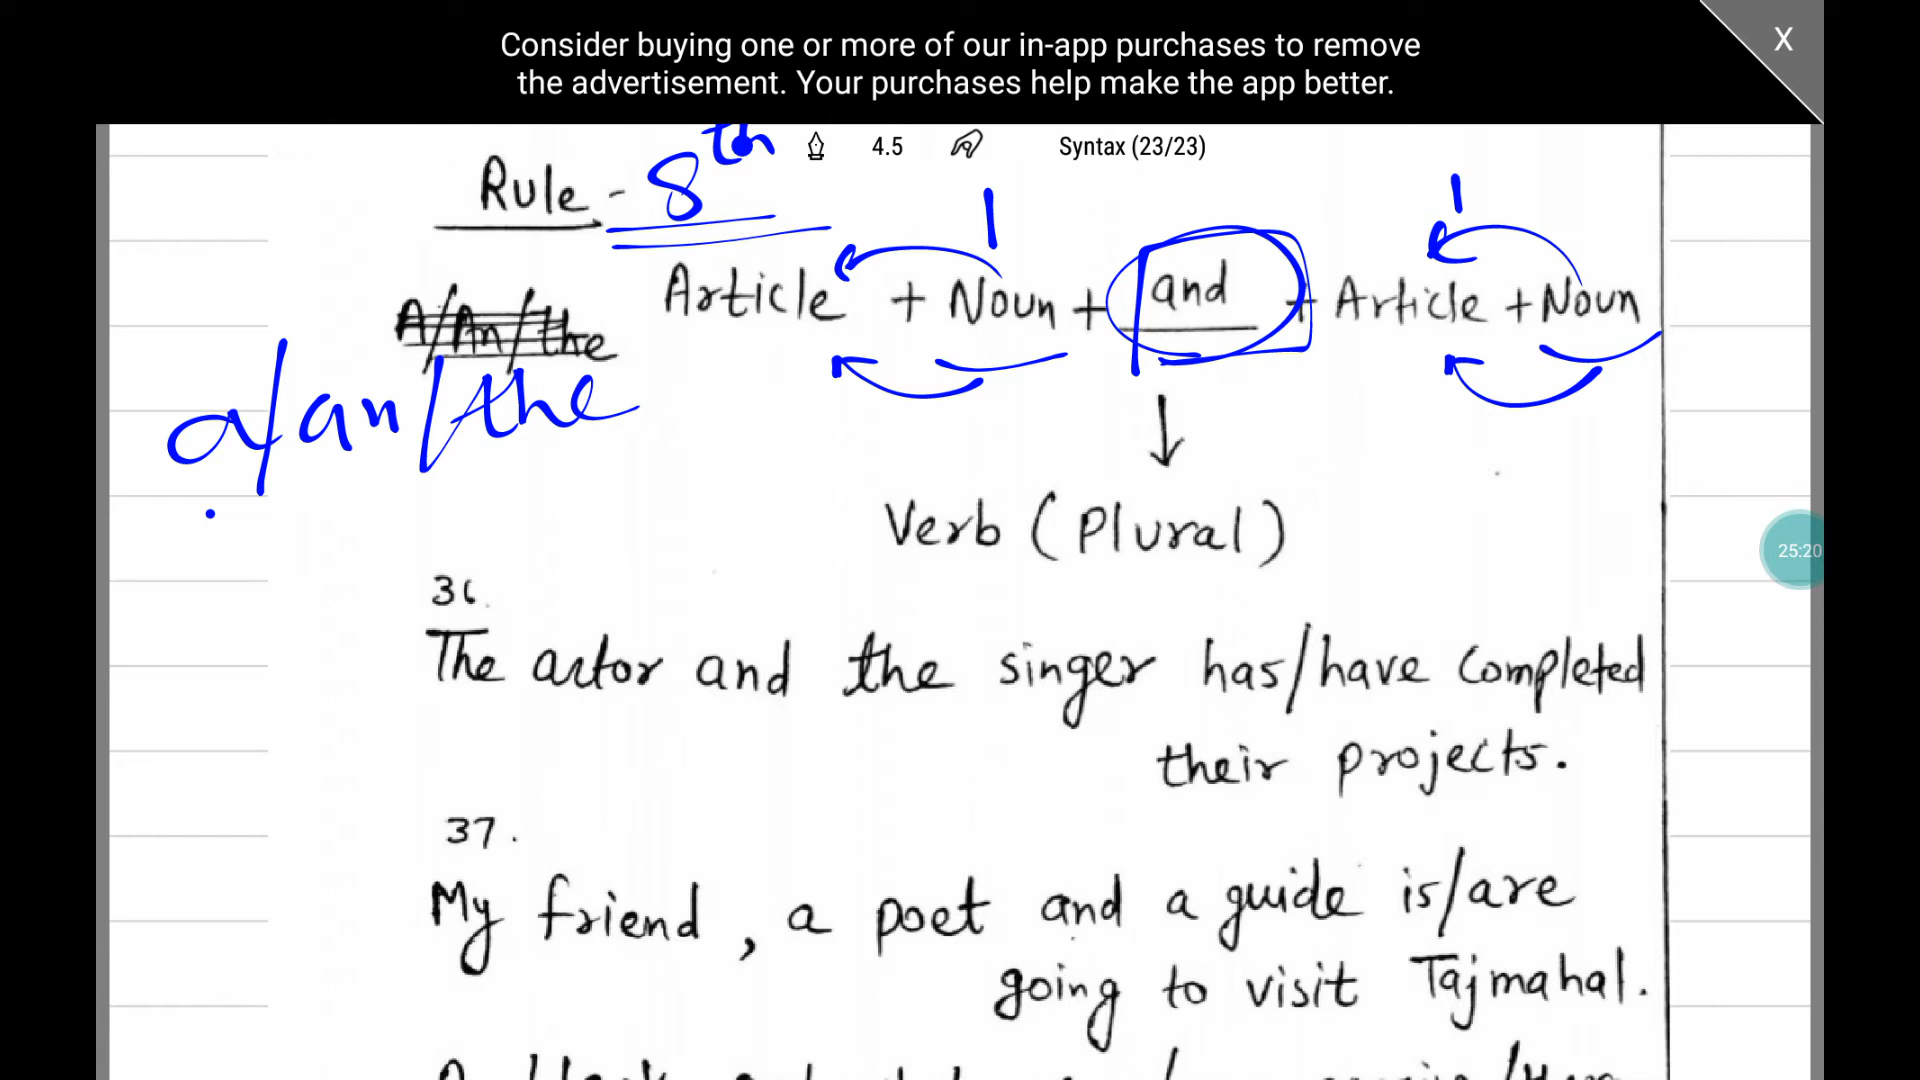 Consider buying one or more of our in-app purchases to remove
the advertisement. Your purchases help make the app better.
X
4.5
Syntax (23/23)
Rule - 8th
1 1
Article + Noun + and + Article + Noun
A/An/the
a/an/the
Verb (Plural)
25:20
36.
The actor and the singer has/have completed
their projects.
37.
My friend, a poet and a guide is/are
going to visit Tajmahal.